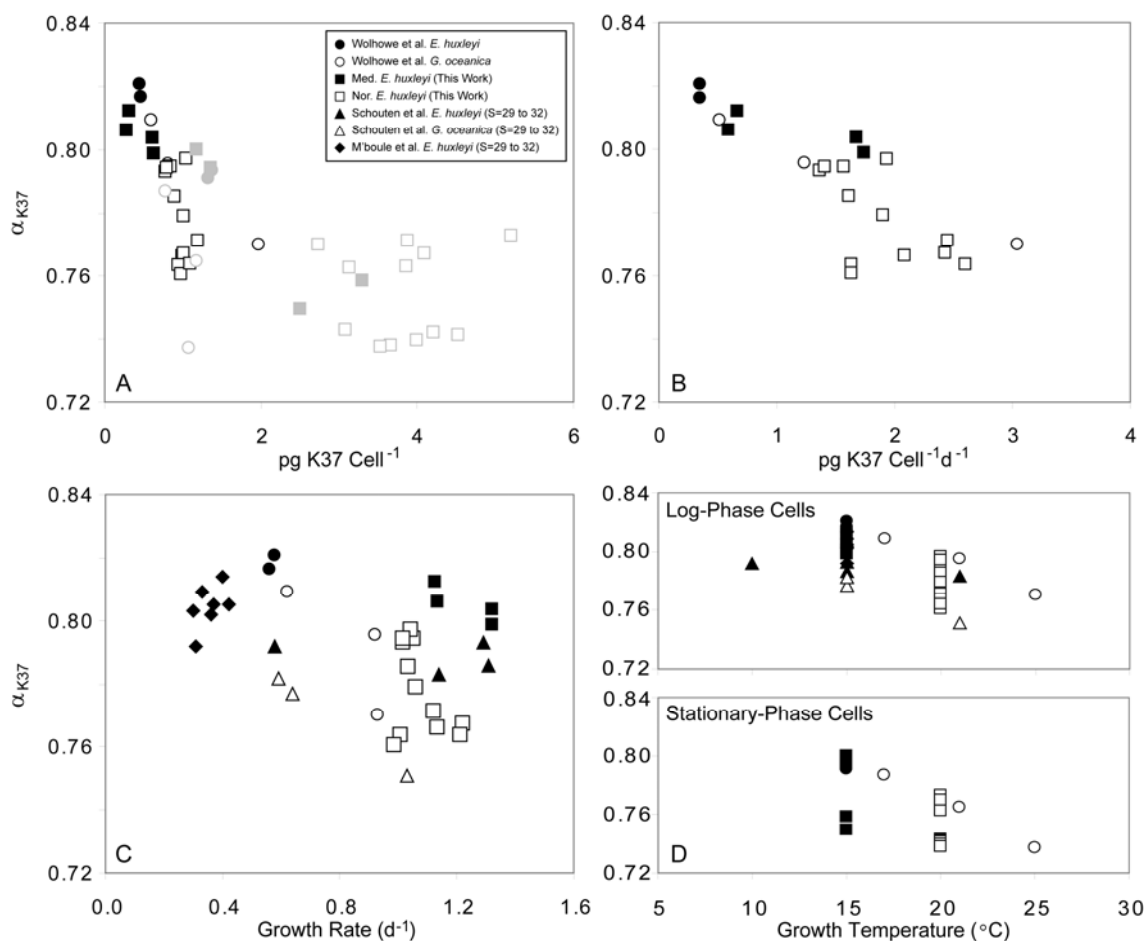 0.84
0.80
0.76
0.72
αK37
A
Wolhowe et al. E. huxleyi
Wolhowe et al. G. oceanica
Med. E. huxleyi (This Work)
Nor. E. huxleyi (This Work)
Schouten et al. E. huxleyi (S=29 to 32)
Schouten et al. G. oceanica (S=29 to 32)
M'boule et al. E. huxleyi (S=29 to 32)
0 2 4 6
pg K37 Cell-1
0.84
0.80
0.76
0.72
B
0 1 2 3 4
pg K37 Cell-1d-1
0.84
0.80
0.76
0.72
αK37
C
0.0 0.4 0.8 1.2 1.6
Growth Rate (d-1)
0.84
0.80
0.76
0.72
Log-Phase Cells
0.84
0.80
0.76
0.72
Stationary-Phase Cells
D
5 10 15 20 25 30
Growth Temperature (°C)